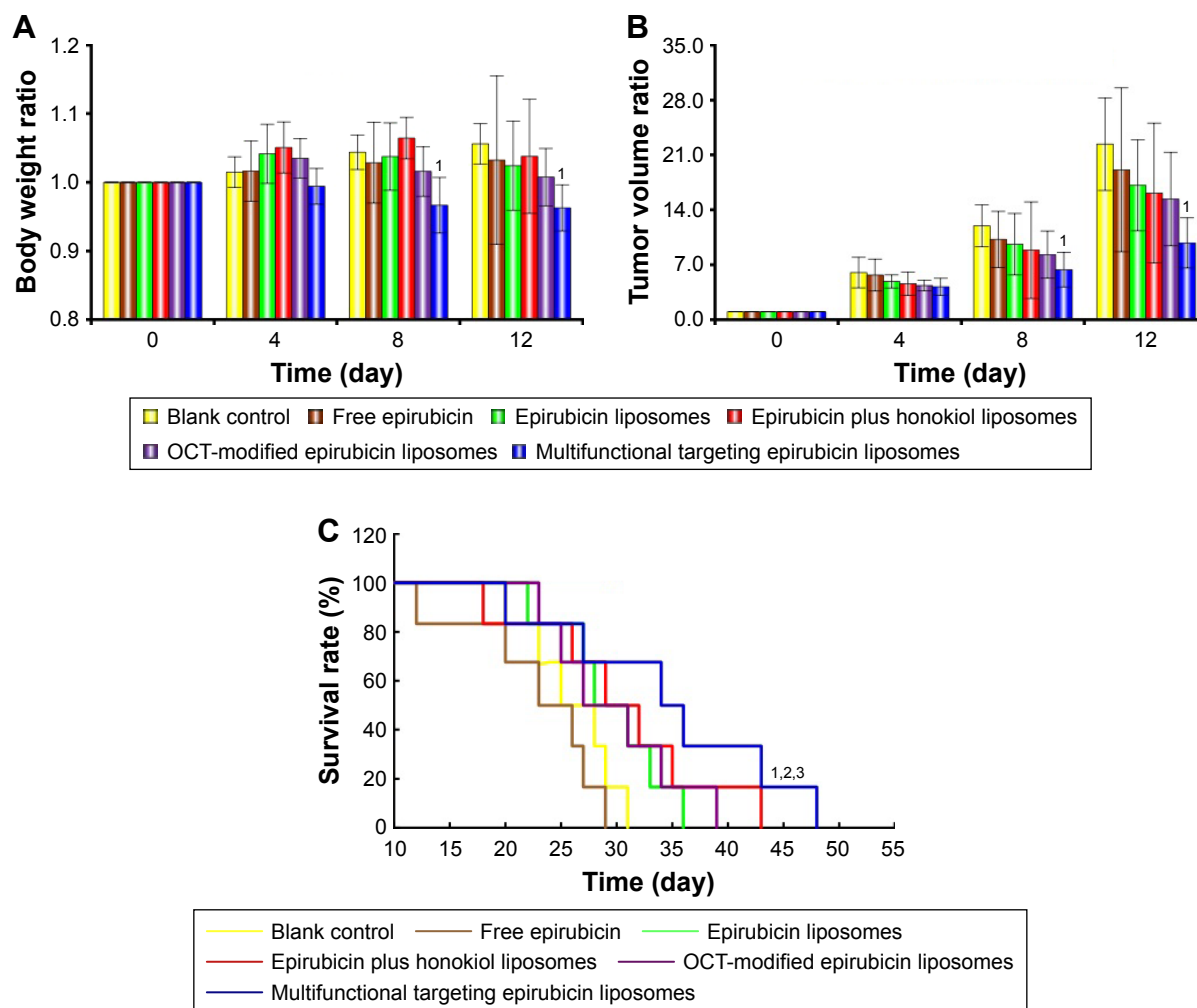 A
Body weight ratio
1.2
1.1
1.0
0.9
0.8
1
1
0
4
8
12
Time (day)
B
Tumor volume ratio
35.0
28.0
21.0
14.0
7.0
0.0
1
1
0
4
8
12
Time (day)
Blank control Free epirubicin Epirubicin liposomes Epirubicin plus honokiol liposomes
OCT-modified epirubicin liposomes Multifunctional targeting epirubicin liposomes
C
Survival rate (%)
120
100
80
60
40
20
0
1,2,3
10 15 20 25 30 35 40 45 50 55
Time (day)
Blank control Free epirubicin Epirubicin liposomes
Epirubicin plus honokiol liposomes OCT-modified epirubicin liposomes
Multifunctional targeting epirubicin liposomes